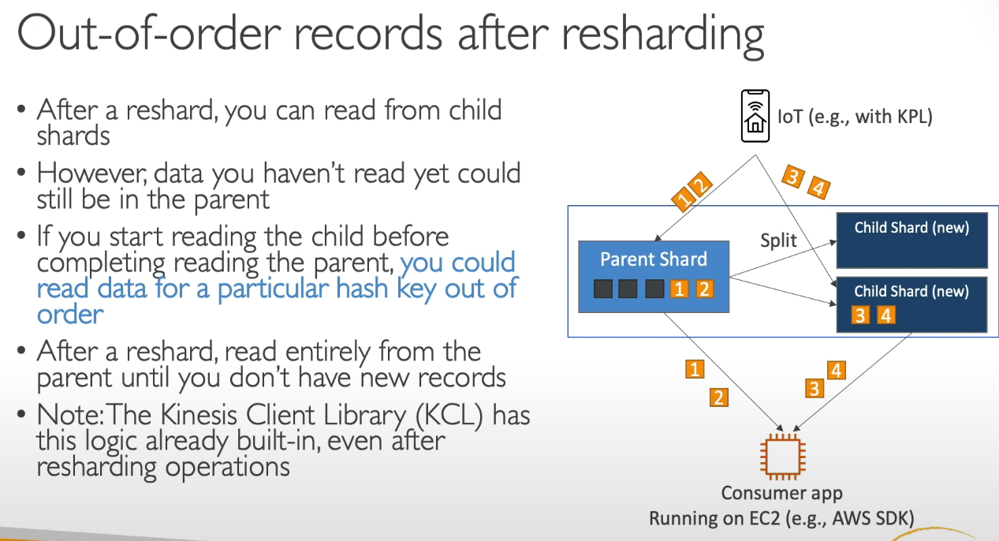 Out-of-order records after resharding
• After a reshard, you can read from child
shards
• However, data you haven't read yet could
still be in the parent
• If you start reading the child before
completing reading the parent, you could
read data for a particular hash key out of
order
• After a reshard, read entirely from the
parent until you don't have new records
• Note: The Kinesis Client Library (KCL) has
this logic already built-in, even after
resharding operations
IoT (e.g., with KPL)
1 2
3 4
Split
Parent Shard
1 2
Child Shard (new)
Child Shard (new)
3 4
1
2
4
3
Consumer app
Running on EC2 (e.g., AWS SDK)